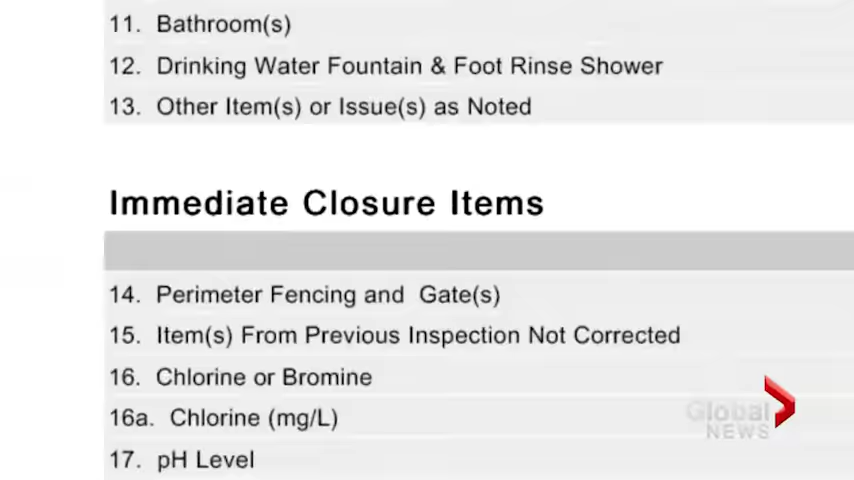 11. Bathroom(s)
12. Drinking Water Fountain & Foot Rinse Shower
13. Other Item(s) or Issue(s) as Noted
Immediate Closure Items
14. Perimeter Fencing and Gate(s)
15. Item(s) From Previous Inspection Not Corrected
16. Chlorine or Bromine
16a. Chlorine (mg/L)
17. pH Level
Global
NEWS